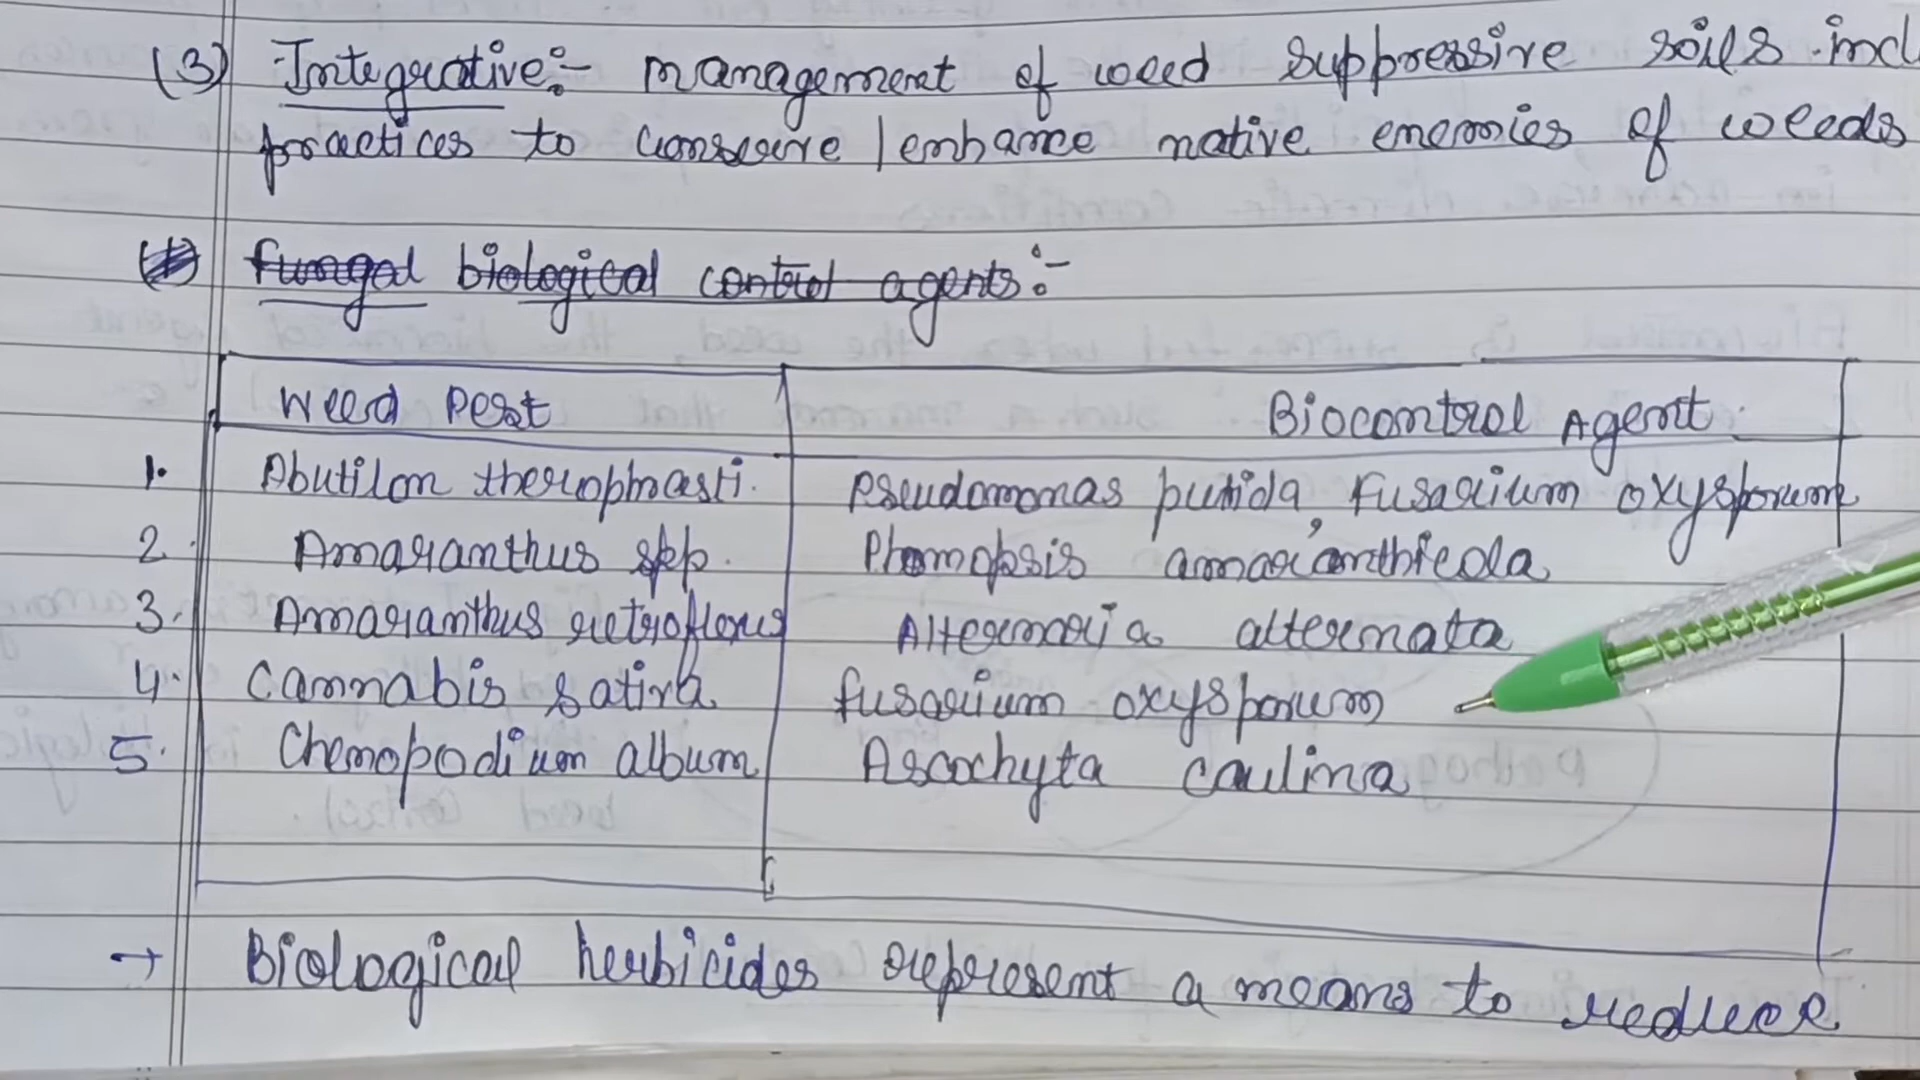 (3) Integrative:- management of weed suppressive soils incl
practices to conserve/enhance native enemies of weeds
fungal biological control agents:-
Weed Pest Biocontrol Agent
1. Abutilon therophrasti. Pseudomonas putida, Fusarium oxysporum
2. Amaranthus spp. Phomopsis amaranthicola
3. Amaranthus retroflexus Alternaria alternata
4. Cannabis sativa fusarium oxysporum
5. Chenopodium album Ascochyta caulina
→ Biological herbicides represent a means to reduce